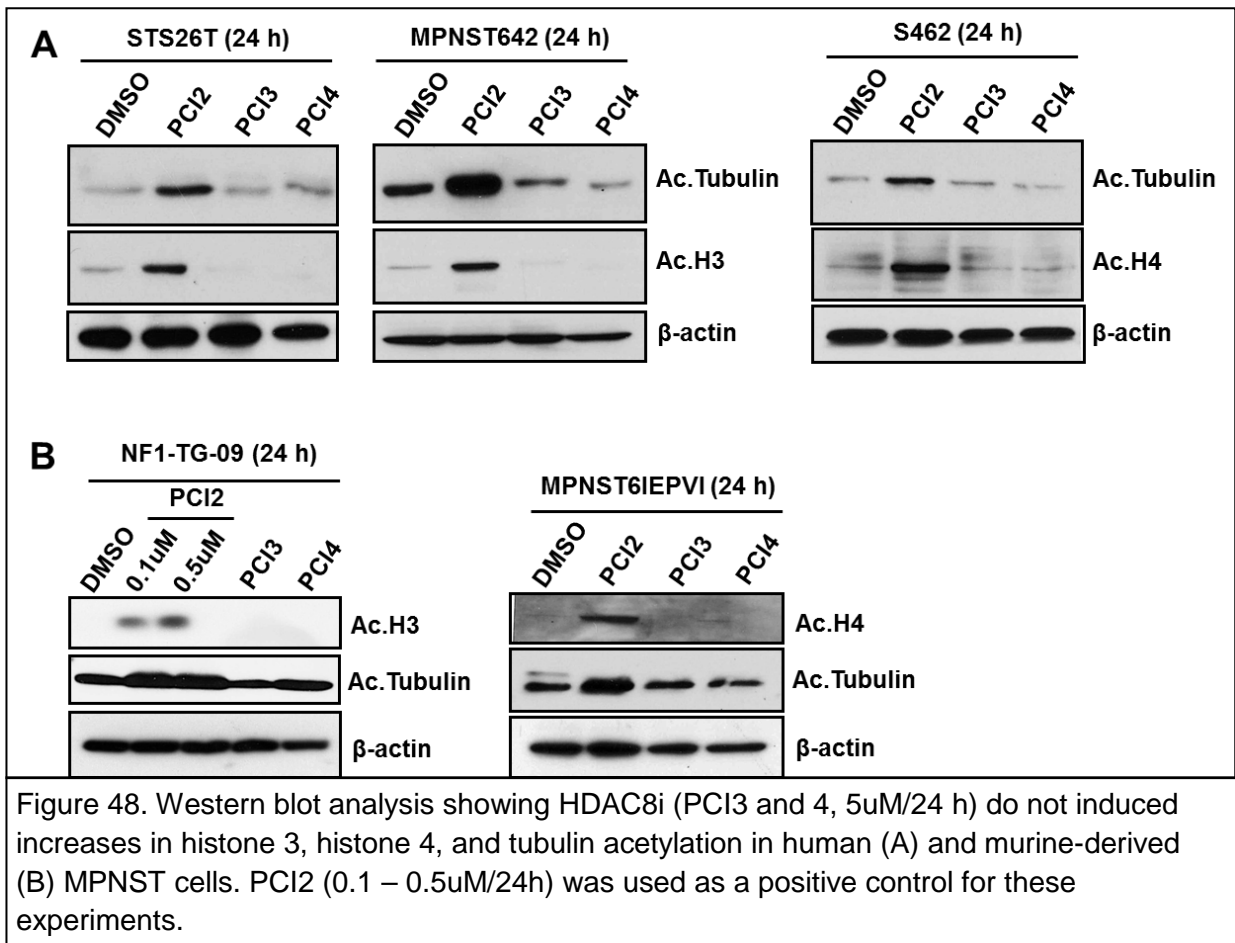 A
STS26T (24 h)
DMSO PCI2 PCI3 PCI4
MPNST642 (24 h)
DMSO PCI2 PCI3 PCI4
Ac.Tubulin
Ac.H3
β-actin
S462 (24 h)
DMSO PCI2 PCI3 PCI4
Ac.Tubulin
Ac.H4
β-actin
B
NF1-TG-09 (24 h)
PCI2
DMSO 0.1uM 0.5uM PCI3 PCI4
Ac.H3
Ac.Tubulin
β-actin
MPNST6IEPVI (24 h)
DMSO PCI2 PCI3 PCI4
Ac.H4
Ac.Tubulin
β-actin
Figure 48. Western blot analysis showing HDAC8i (PCI3 and 4, 5uM/24 h) do not induced
increases in histone 3, histone 4, and tubulin acetylation in human (A) and murine-derived
(B) MPNST cells. PCI2 (0.1 – 0.5uM/24h) was used as a positive control for these
experiments.